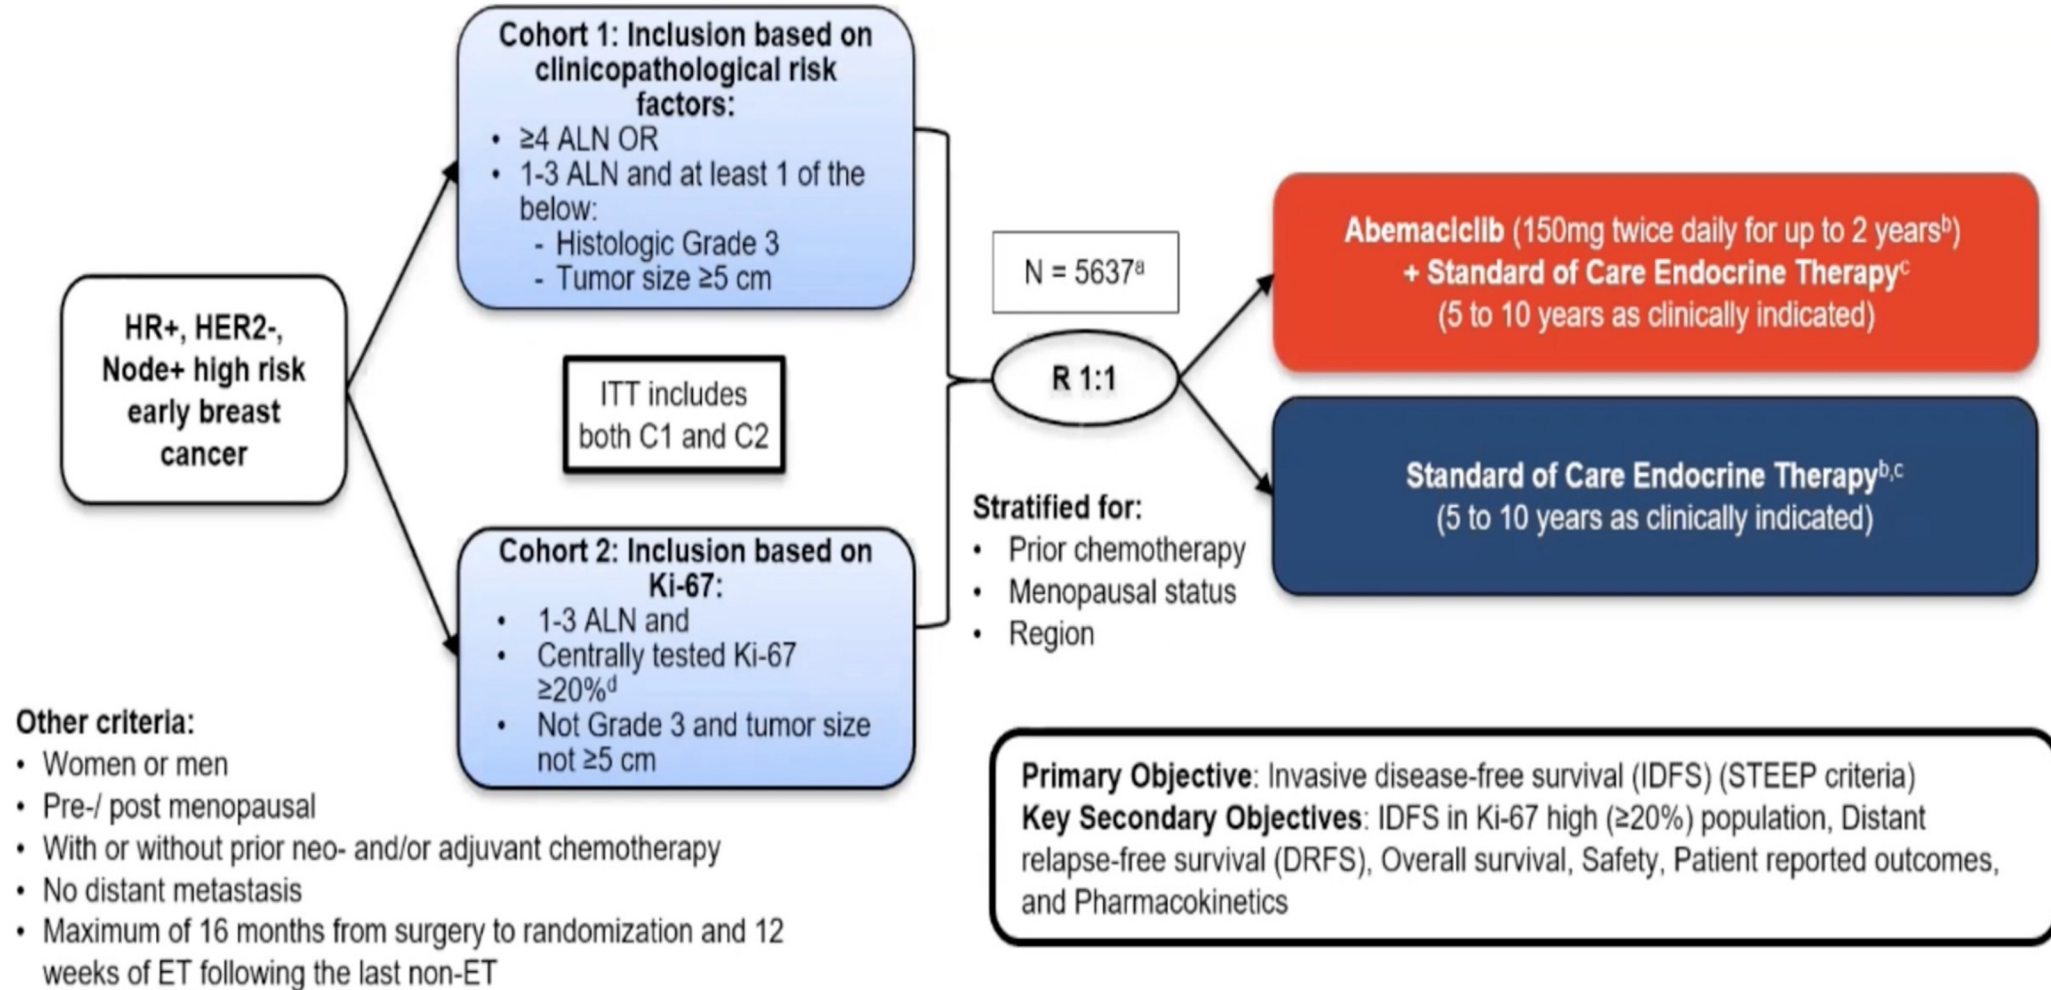 Cohort 1: Inclusion based on
clinicopathological risk
factors:
• ≥4 ALN OR
• 1-3 ALN and at least 1 of the
below:
- Histologic Grade 3
- Tumor size ≥5 cm
HR+, HER2-,
Node+ high risk
early breast
cancer
ITT includes
both C1 and C2
Cohort 2: Inclusion based on
Ki-67:
• 1-3 ALN and
• Centrally tested Ki-67
≥20%ᵈ
• Not Grade 3 and tumor size
not ≥5 cm
N = 5637ᵃ
R 1:1
Stratified for:
• Prior chemotherapy
• Menopausal status
• Region
Abemaciclib (150mg twice daily for up to 2 yearsᵇ)
+ Standard of Care Endocrine Therapyᶜ
(5 to 10 years as clinically indicated)
Standard of Care Endocrine Therapyᵇ,ᶜ
(5 to 10 years as clinically indicated)
Other criteria:
• Women or men
• Pre-/ post menopausal
• With or without prior neo- and/or adjuvant chemotherapy
• No distant metastasis
• Maximum of 16 months from surgery to randomization and 12
weeks of ET following the last non-ET
Primary Objective: Invasive disease-free survival (IDFS) (STEEP criteria)
Key Secondary Objectives: IDFS in Ki-67 high (≥20%) population, Distant
relapse-free survival (DRFS), Overall survival, Safety, Patient reported outcomes,
and Pharmacokinetics